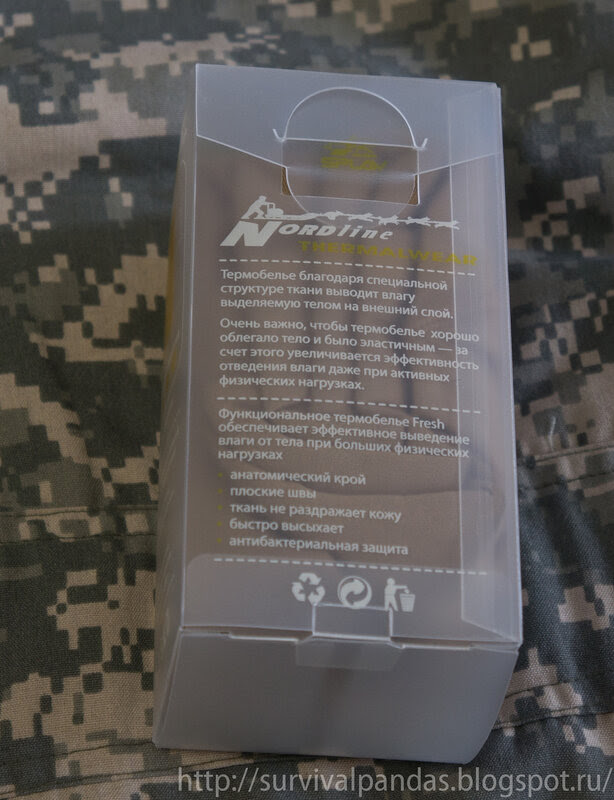 NORDline
THERMALWEAR
Термобелье благодаря специальной
структуре ткани выводит влагу
выделяемую телом на внешний слой.
Очень важно, чтобы термобелье хорошо
облегало тело и было эластичным — за
счет этого увеличивается эффективность
отведения влаги даже при активных
физических нагрузках.
Функциональное термобелье Fresh
обеспечивает эффективное выведение
влаги от тела при больших физических
нагрузках
анатомический крой
плоские швы
ткань не раздражает кожу
быстро высыхает
антибактериальная защита
http://survivalpandas.blogspot.ru/